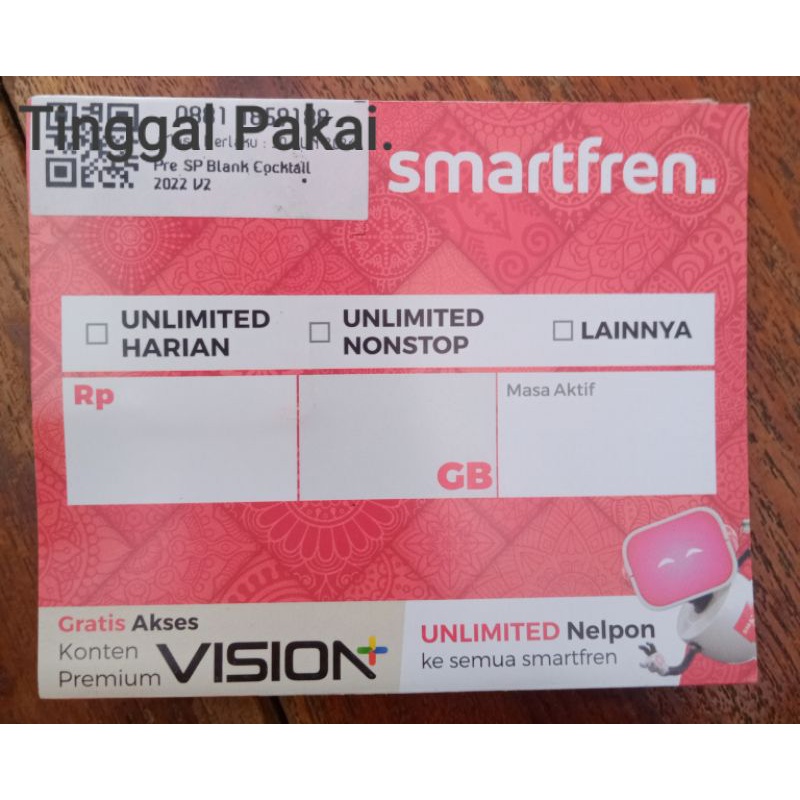 Tinggal Pakai.
0881
Pre SP Blank Cocktail
2022 V2
smartfren.
UNLIMITED HARIAN
UNLIMITED NONSTOP
LAINNYA
Rp
GB
Masa Aktif
Gratis Akses
Konten
Premium
VISION+
UNLIMITED Nelpon
ke semua smartfren